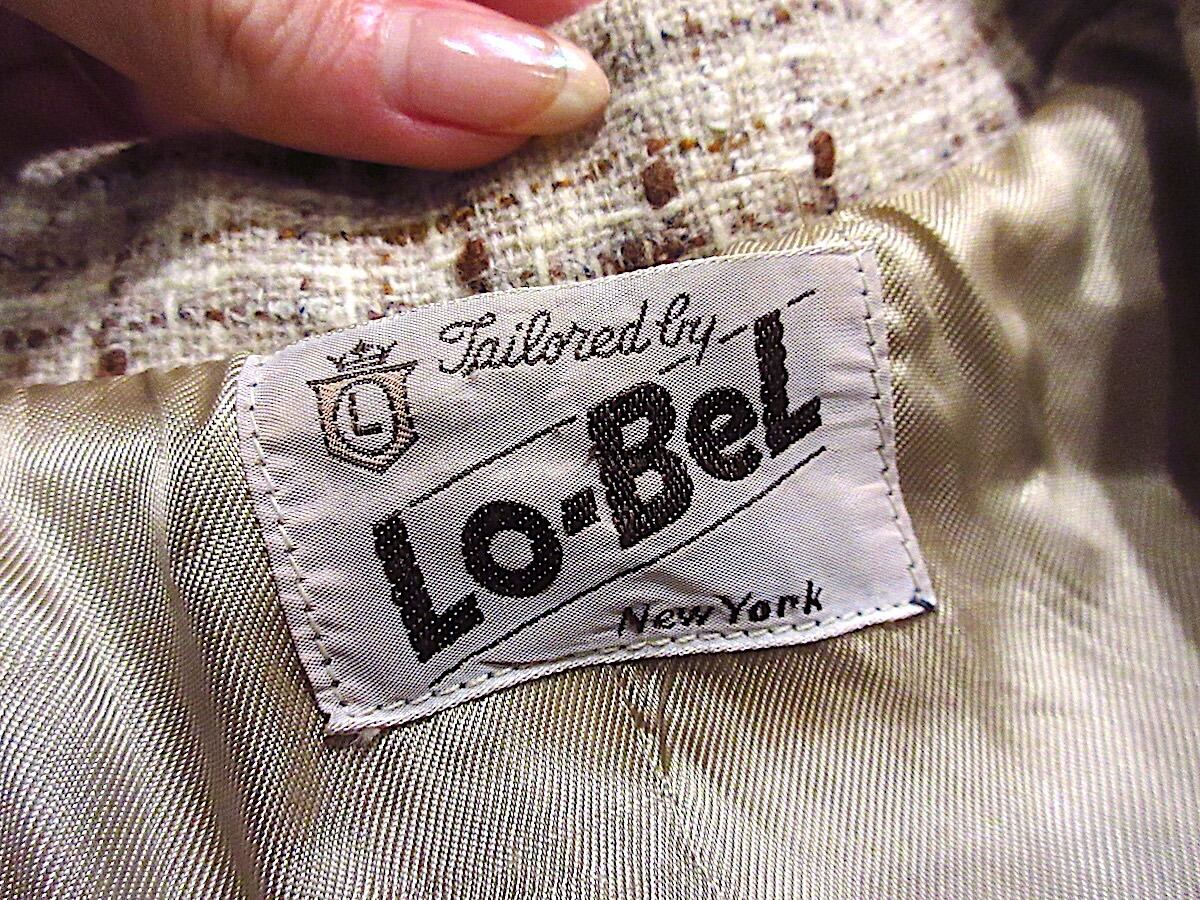 Tailored by
L
Lo-BeL
New York